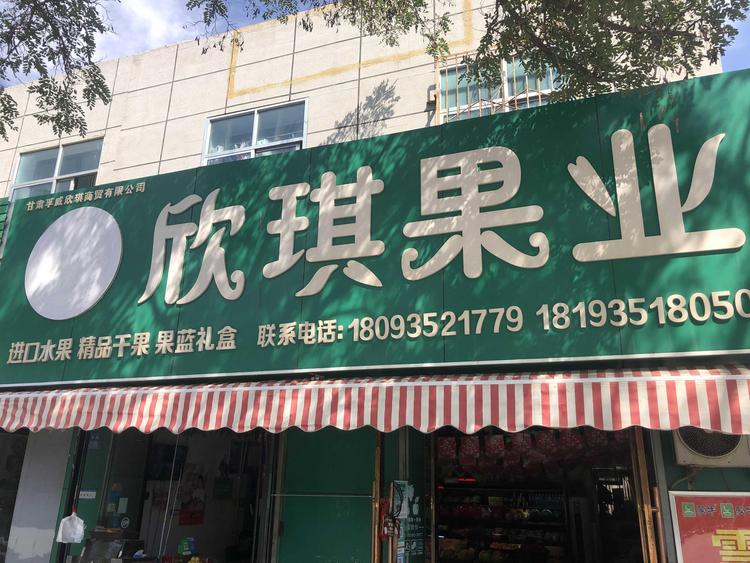 甘肃孚威欣琪商贸有限公司
欣琪果业
进口水果 精品干果 果蓝礼盒 联系电话:18093521779 18193518050